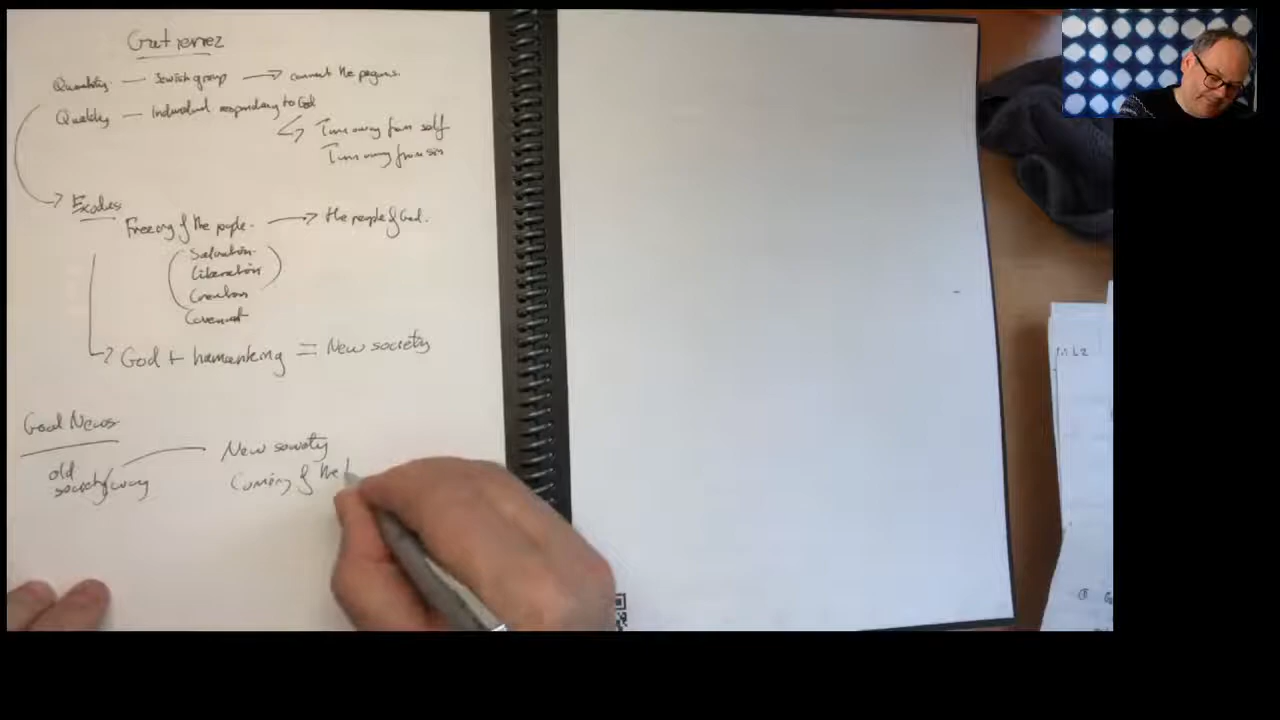 Gutierrez
Quantity — Jewish group → convert the pagans.
Quality — Individual responding to God
Turn away from self
Turn away from sin
Exodus
Freeing of the people. → the people of God.
Salvation
Liberation
Creation
Covenant
God + humanking = New society
Good News
old
society/way
New society
Coming of the